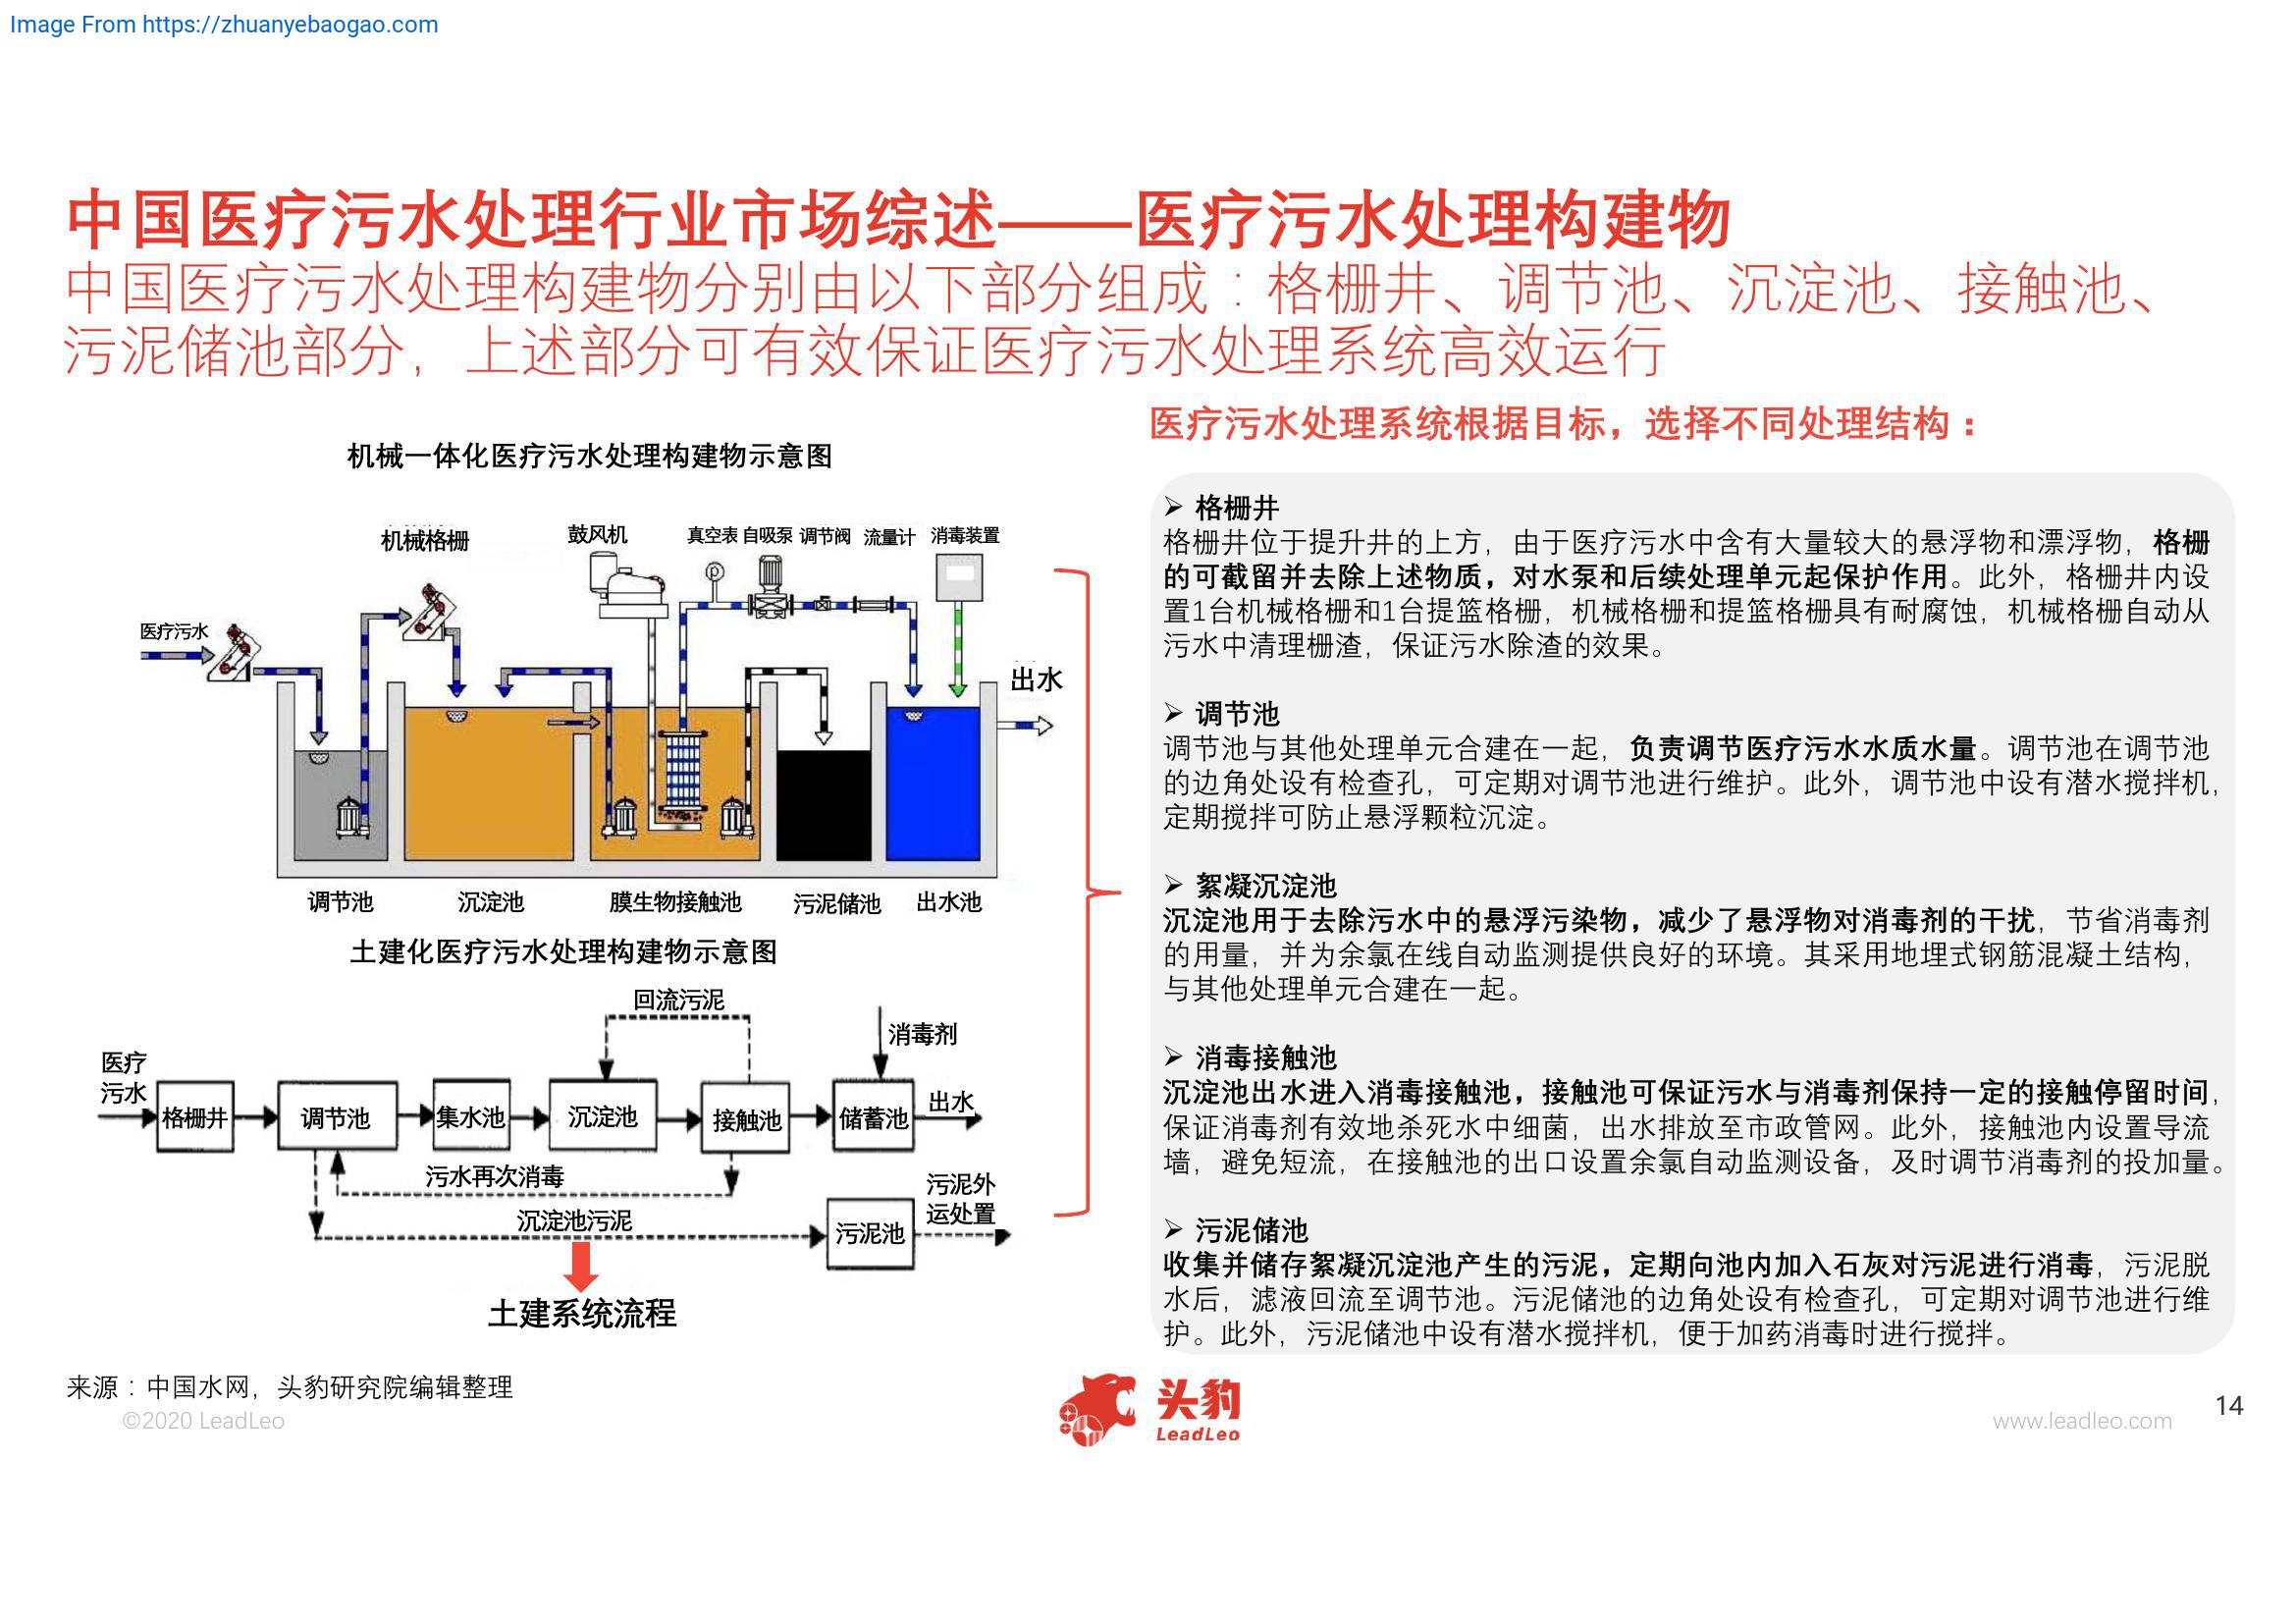 Image From https://zhuanyebaogao.com
中国医疗污水处理行业市场综述——医疗污水处理构建物
中国医疗污水处理构建物分别由以下部分组成：格栅井、调节池、沉淀池、接触池、
污泥储池部分，上述部分可有效保证医疗污水处理系统高效运行
机械一体化医疗污水处理构建物示意图
机械格栅
鼓风机
真空表 自吸泵 调节阀 流量计 消毒装置
医疗污水
出水
调节池
沉淀池
膜生物接触池
污泥储池
出水池
土建化医疗污水处理构建物示意图
回流污泥
消毒剂
医疗
污水
格栅井
调节池
集水池
沉淀池
接触池
储蓄池
出水
污水再次消毒
沉淀池污泥
污泥池
污泥外
运处置
土建系统流程
医疗污水处理系统根据目标，选择不同处理结构：
➢ 格栅井
格栅井位于提升井的上方，由于医疗污水中含有大量较大的悬浮物和漂浮物，格栅
的可截留并去除上述物质，对水泵和后续处理单元起保护作用。此外，格栅井内设
置1台机械格栅和1台提篮格栅，机械格栅和提篮格栅具有耐腐蚀，机械格栅自动从
污水中清理栅渣，保证污水除渣的效果。
➢ 调节池
调节池与其他处理单元合建在一起，负责调节医疗污水水质水量。调节池在调节池
的边角处设有检查孔，可定期对调节池进行维护。此外，调节池中设有潜水搅拌机，
定期搅拌可防止悬浮颗粒沉淀。
➢ 絮凝沉淀池
沉淀池用于去除污水中的悬浮污染物，减少了悬浮物对消毒剂的干扰，节省消毒剂
的用量，并为余氯在线自动监测提供良好的环境。其采用地埋式钢筋混凝土结构，
与其他处理单元合建在一起。
➢ 消毒接触池
沉淀池出水进入消毒接触池，接触池可保证污水与消毒剂保持一定的接触停留时间，
保证消毒剂有效地杀死水中细菌，出水排放至市政管网。此外，接触池内设置导流
墙，避免短流，在接触池的出口设置余氯自动监测设备，及时调节消毒剂的投加量。
➢ 污泥储池
收集并储存絮凝沉淀池产生的污泥，定期向池内加入石灰对污泥进行消毒，污泥脱
水后，滤液回流至调节池。污泥储池的边角处设有检查孔，可定期对调节池进行维
护。此外，污泥储池中设有潜水搅拌机，便于加药消毒时进行搅拌。
来源：中国水网，头豹研究院编辑整理
©2020 LeadLeo
头豹
LeadLeo
www.leadleo.com
14